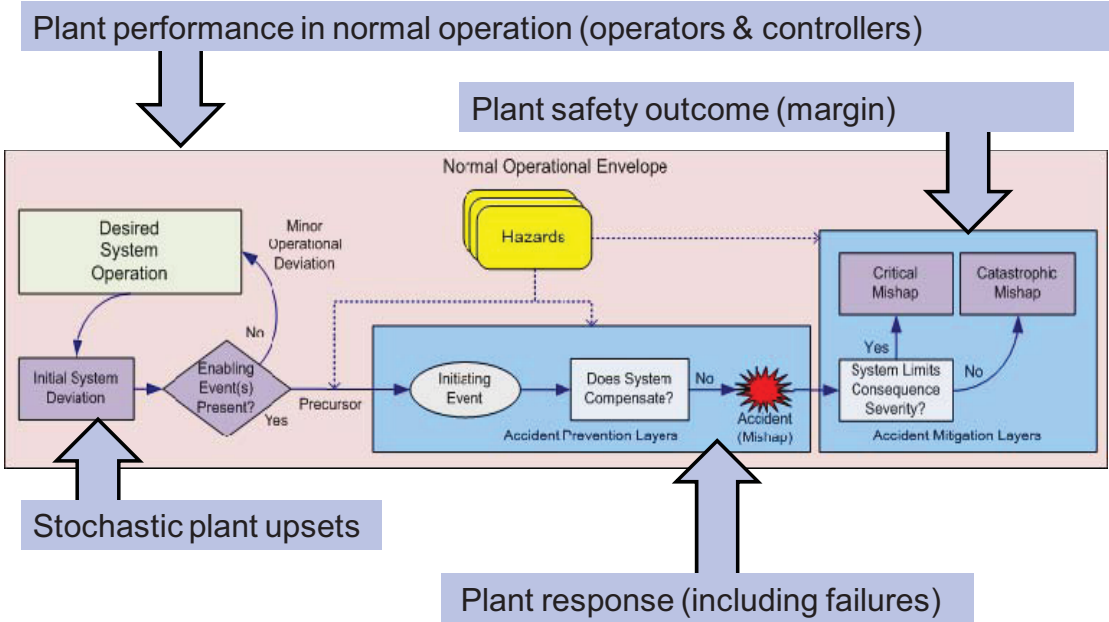 Plant performance in normal operation (operators & controllers)
Plant safety outcome (margin)
Normal Operational Envelope
Desired
System
Operation
Minor
Operational
Deviation
Hazards
Critical
Mishap
Catastrophic
Mishap
No
Yes
No
Initial System
Deviation
Enabling
Event(s)
Present?
Yes
Precursor
Initiating
Event
Does System
Compensate?
No
Accident
(Mishap)
System Limits
Consequence
Severity?
Accident Prevention Layers
Accident Mitigation Layers
Stochastic plant upsets
Plant response (including failures)